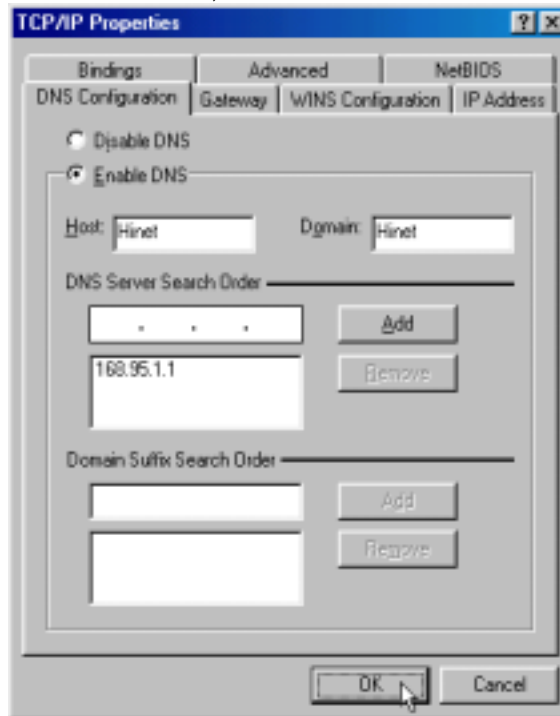 TCP/IP Properties
Bindings Advanced NetBIOS
DNS Configuration Gateway WINS Configuration IP Address
Disable DNS
Enable DNS
Host: Hinet Domain: Hinet
DNS Server Search Order
. . . Add
168.95.1.1 Remove
Domain Suffix Search Order
Add
Remove
OK Cancel